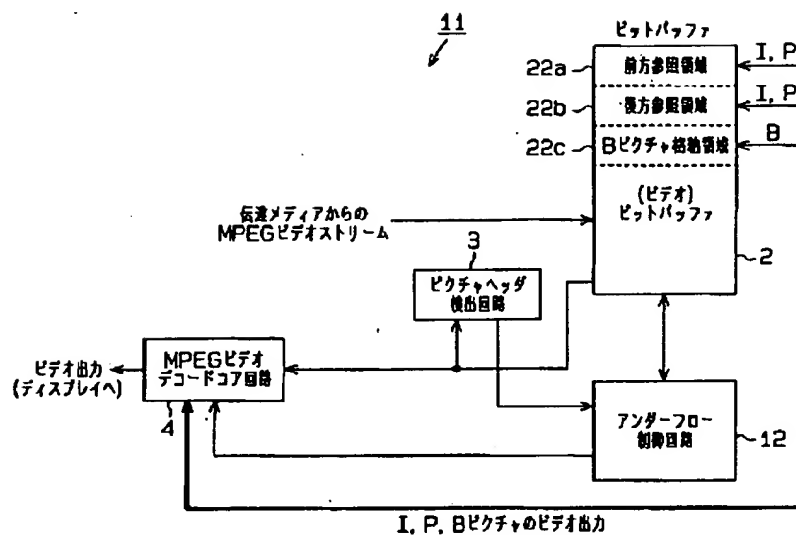 11
ビットバッファ
22a
前方参照領域
I, P
22b
後方参照領域
I, P
22c
Bピクチャ格納領域
B
(ビデオ)
ビットバッファ
伝達メディアからの
MPEGビデオストリーム
2
3
ピクチャヘッダ
検出回路
ビデオ出力
(ディスプレイへ)
MPEGビデオ
デコードコア回路
4
アンダーフロー
制御回路
12
I, P, Bピクチャのビデオ出力